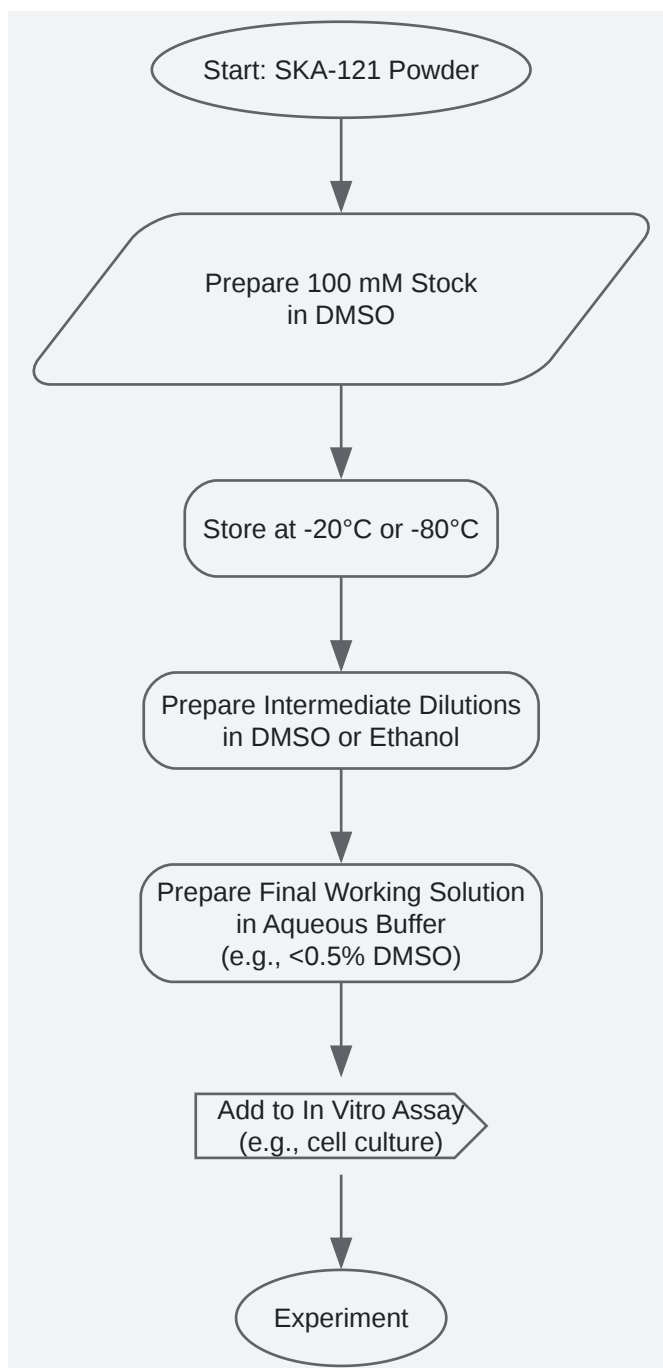 Start: SKA-121 Powder
Prepare 100 mM Stock
in DMSO
Store at -20°C or -80°C
Prepare Intermediate Dilutions
in DMSO or Ethanol
Prepare Final Working Solution
in Aqueous Buffer
(e.g., <0.5% DMSO)
Add to In Vitro Assay
(e.g., cell culture)
Experiment